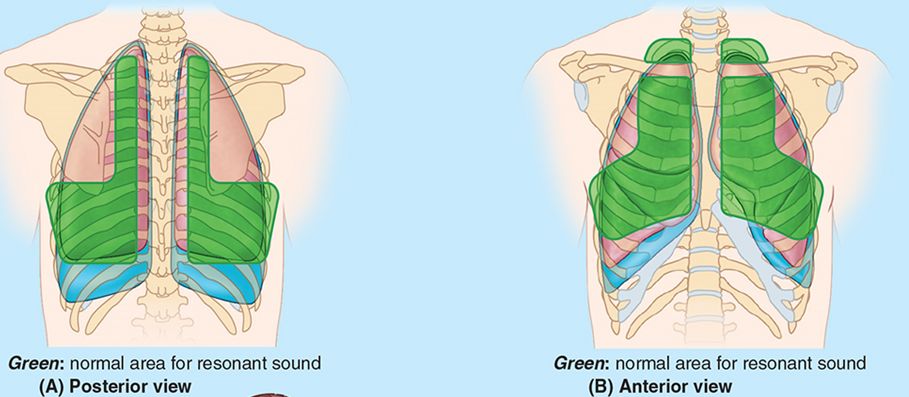 Green: normal area for resonant sound
(A) Posterior view
Green: normal area for resonant sound
(B) Anterior view